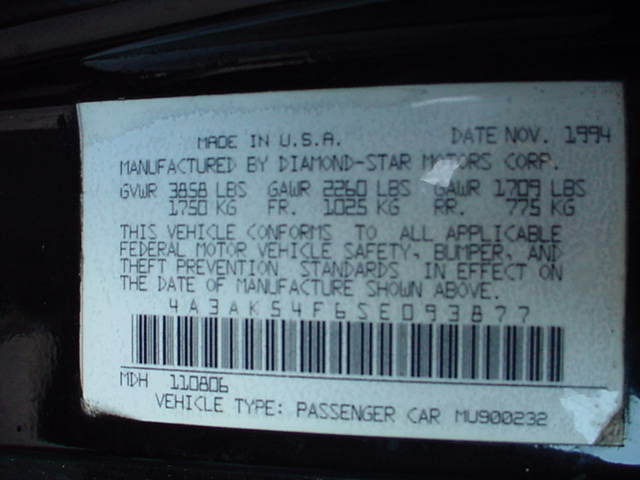 MADE IN U.S.A. DATE NOV. 1994
MANUFACTURED BY DIAMOND-STAR MOTORS CORP.
GVWR 3858 LBS GAWR 2260 LBS GAWR 1709 LBS
1750 KG FR. 1025 KG RR. 775 KG
THIS VEHICLE CONFORMS TO ALL APPLICABLE
FEDERAL MOTOR VEHICLE SAFETY, BUMPER, AND
THEFT PREVENTION STANDARDS IN EFFECT ON
THE DATE OF MANUFACTURE SHOWN ABOVE.
4A3AK54F6SE093877
MDH 110806
VEHICLE TYPE: PASSENGER CAR MU900232